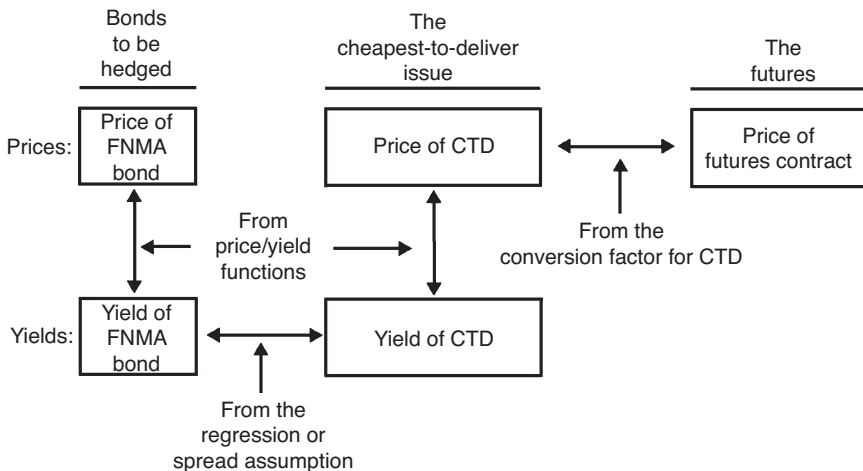 Bonds
to be
hedged
The
cheapest-to-deliver
issue
The
futures
Prices:
Price of
FNMA
bond
Price of CTD
Price of
futures contract
From
price/yield
functions
From the
conversion factor for CTD
Yields:
Yield of
FNMA
bond
Yield of CTD
From the
regression or
spread assumption